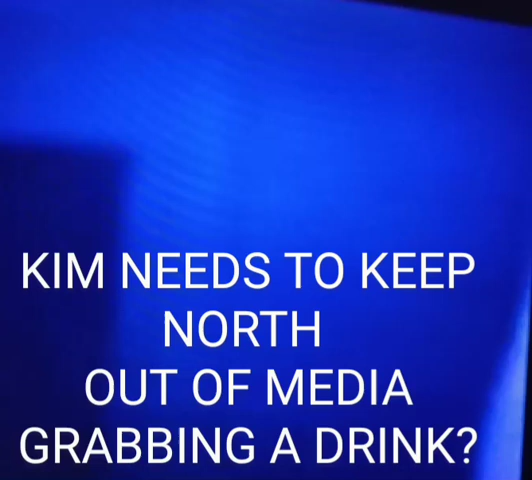 KIM NEEDS TO KEEP
NORTH
OUT OF MEDIA
GRABBING A DRINK?